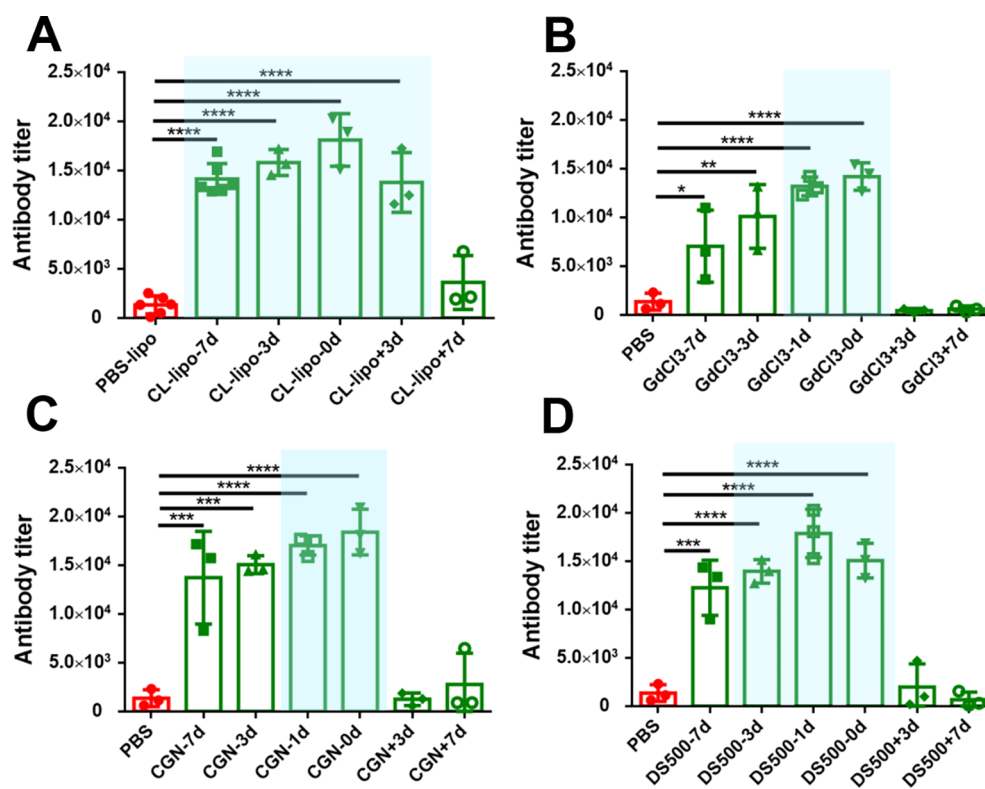 A
Antibody titer
2.5×10⁴
2.0×10⁴
1.5×10⁴
1.0×10⁴
5.0×10³
0
****
****
****
****
PBS-lipo
CL-lipo-7d
CL-lipo-3d
CL-lipo-0d
CL-lipo+3d
CL-lipo+7d
B
Antibody titer
2.5×10⁴
2.0×10⁴
1.5×10⁴
1.0×10⁴
5.0×10³
0
****
****
**
*
PBS
GdCl3-7d
GdCl3-3d
GdCl3-1d
GdCl3-0d
GdCl3+3d
GdCl3+7d
C
Antibody titer
2.5×10⁴
2.0×10⁴
1.5×10⁴
1.0×10⁴
5.0×10³
0
****
****
***
***
PBS
CGN-7d
CGN-3d
CGN-1d
CGN-0d
CGN+3d
CGN+7d
D
Antibody titer
2.5×10⁴
2.0×10⁴
1.5×10⁴
1.0×10⁴
5.0×10³
0
****
****
****
***
PBS
DS500-7d
DS500-3d
DS500-1d
DS500-0d
DS500+3d
DS500+7d